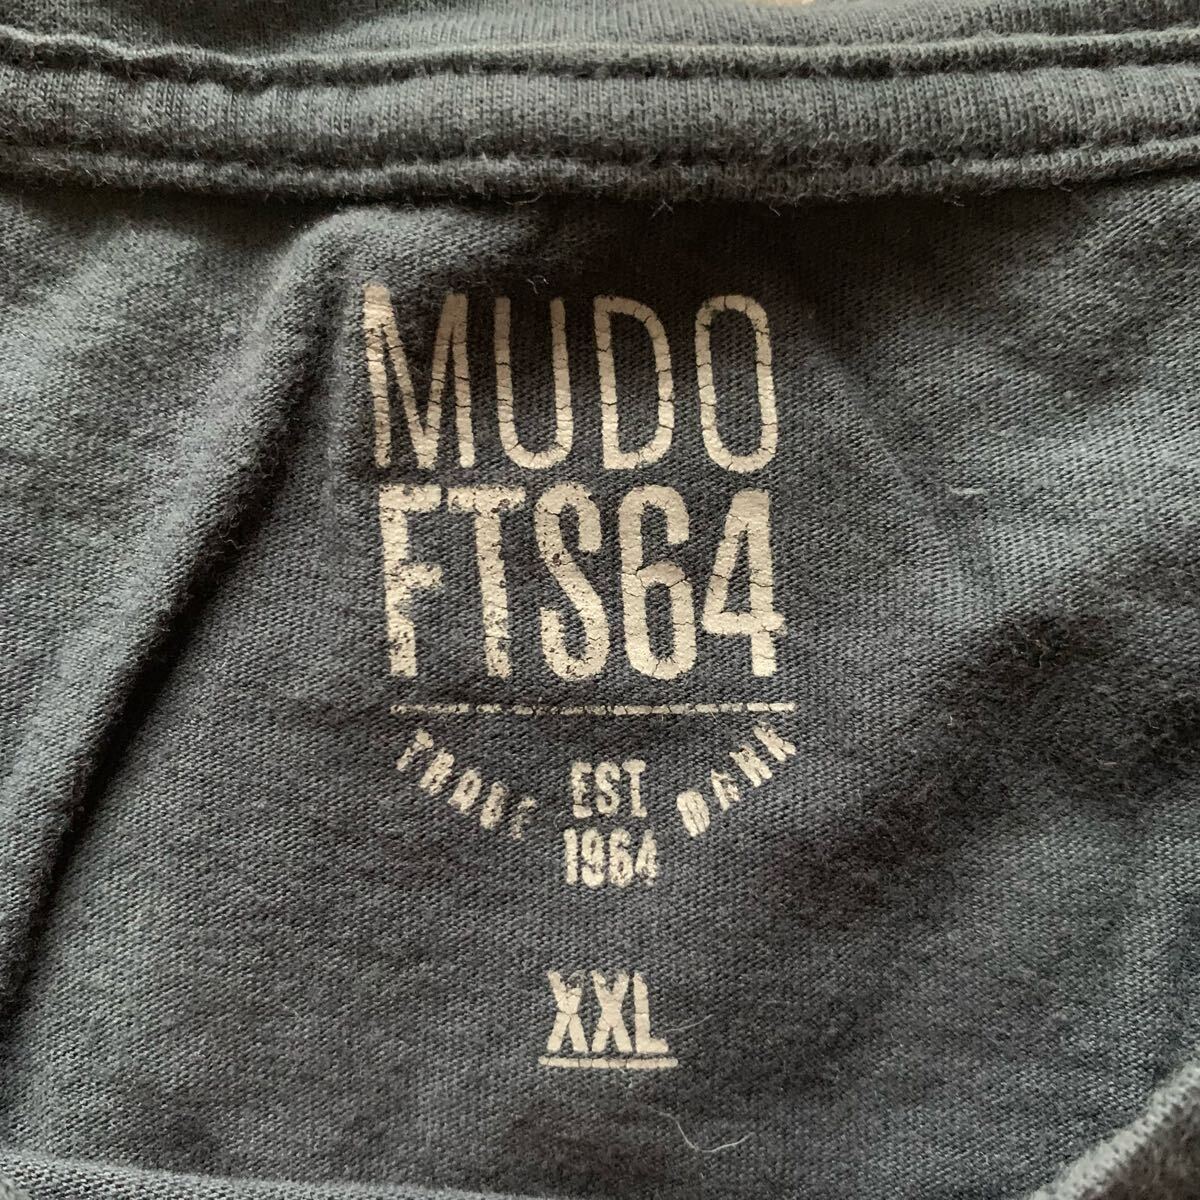 MUDO
FTS64
TRADE EST MARK
1964
XXL